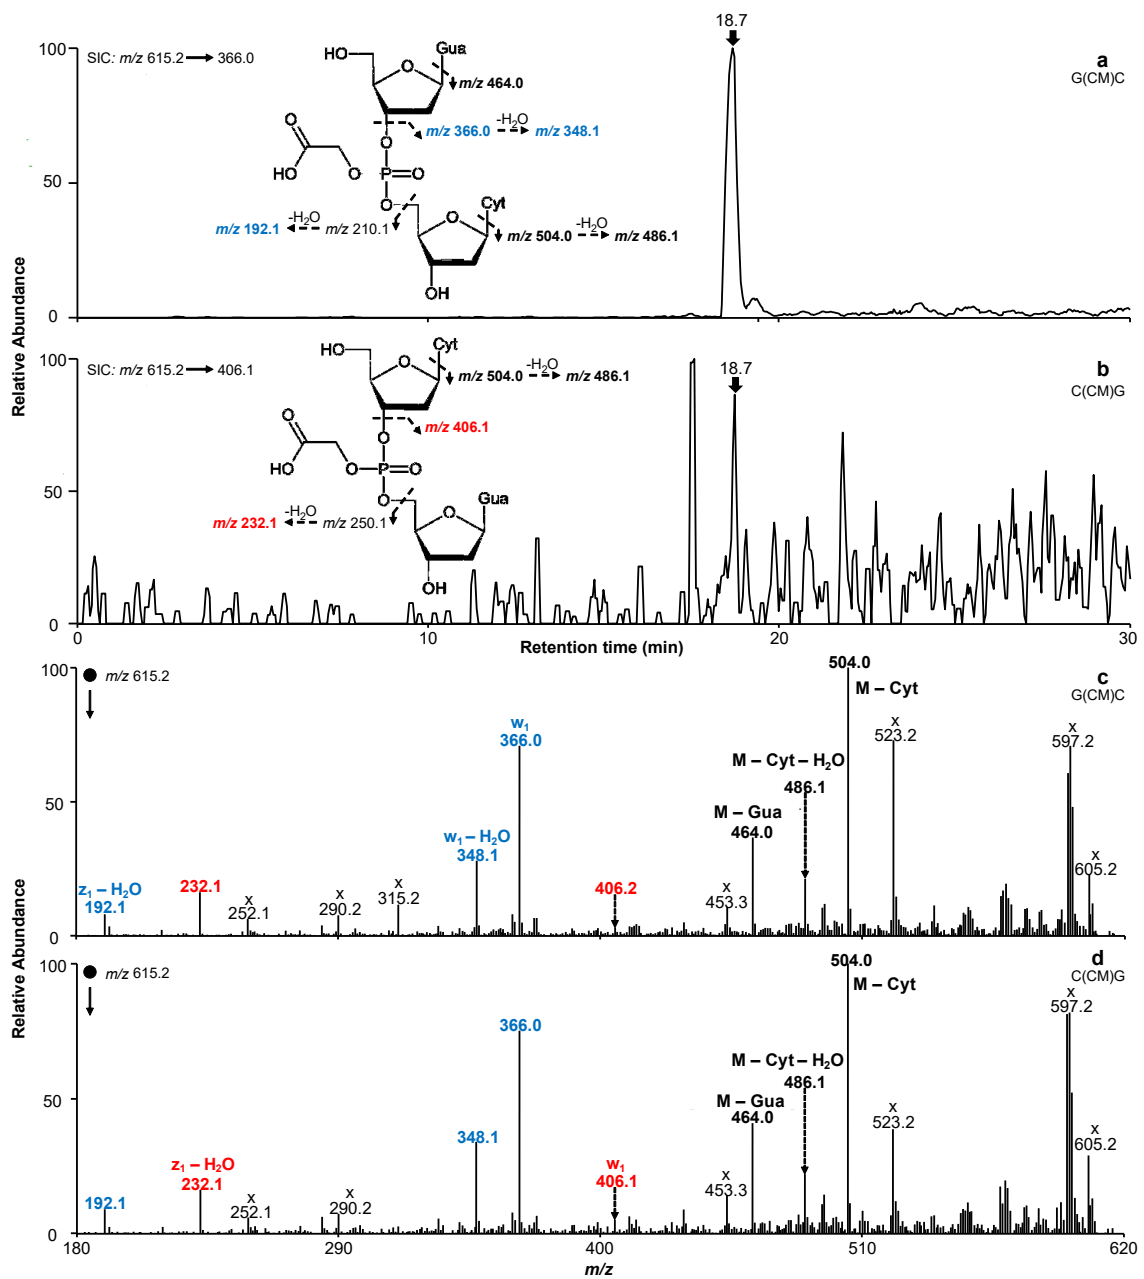 18.7
100
SIC: m/z 615.2 366.0
a
G(CM)C
HO
Gua
O
m/z 464.0
m/z 366.0 -H2O m/z 348.1
O
O
HO
O
P
O
50
O
Cyt
m/z 192.1 -H2O m/z 210.1
O
-H2O
m/z 504.0 m/z 486.1
OH
0
Relative Abundance
100
SIC: m/z 615.2 406.1
18.7
b
C(CM)G
HO
Cyt
O
-H2O
m/z 504.0 m/z 486.1
m/z 406.1
O
O
HO
O
P
O
50
O
Gua
m/z 232.1 -H2O m/z 250.1
O
OH
0
0 10 20 30
Retention time (min)
100
m/z 615.2
504.0
M – Cyt
c
G(CM)C
w1
366.0
x
523.2
x
597.2
M – Cyt – H2O
486.1
50
M – Gua
464.0
w1 – H2O
348.1
z1 – H2O
192.1
232.1
x
252.1
x
290.2
x
315.2
406.2
x
453.3
x
605.2
0
Relative Abundance
100
m/z 615.2
504.0
M – Cyt
d
C(CM)G
x
597.2
366.0
M – Cyt – H2O
486.1
50
M – Gua
464.0
x
523.2
348.1
x
605.2
z1 – H2O
232.1
192.1
x
252.1
x
290.2
w1
406.1
x
453.3
0
180 290 400 510 620
m/z